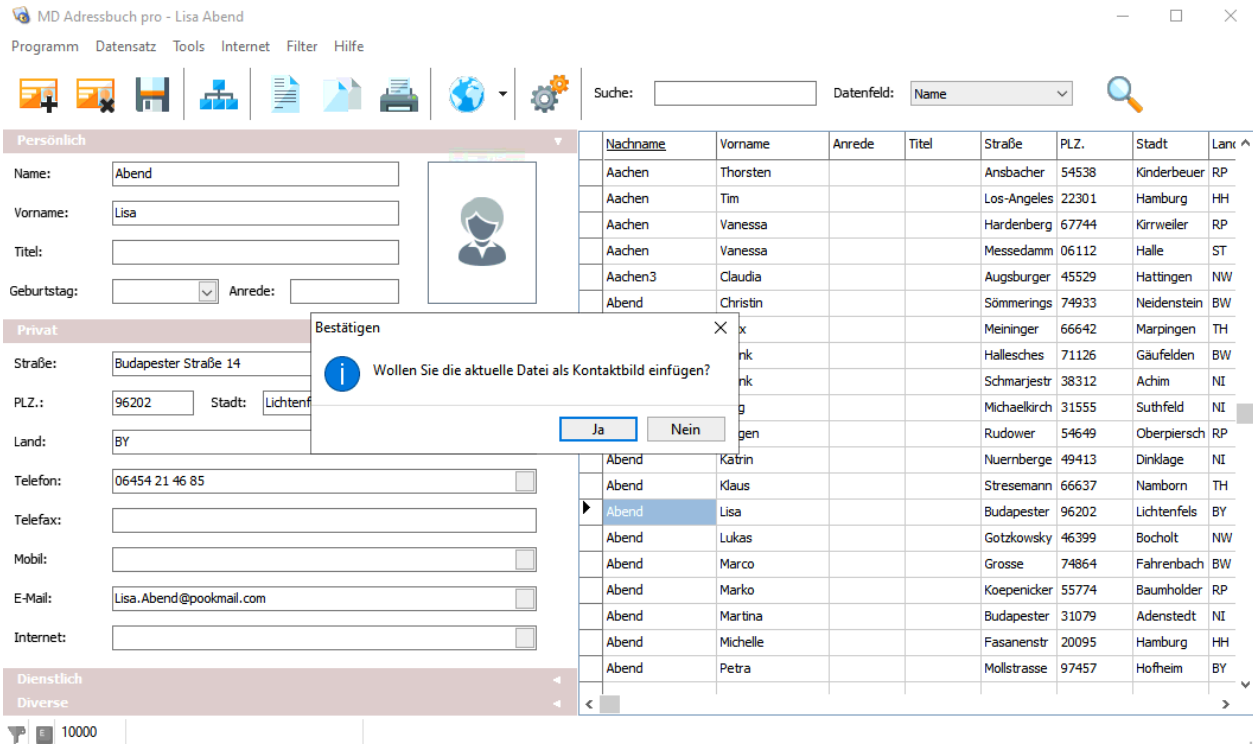 MD Adressbuch pro - Lisa Abend
Programm Datensatz Tools Internet Filter Hilfe
Suche: Datenfeld: Name
Persönlich
Name: Abend
Vorname: Lisa
Titel:
Geburtstag: Anrede:
Privat
Straße: Budapester Straße 14
PLZ.: 96202 Stadt: Lichtenf
Land: BY
Telefon: 06454 21 46 85
Telefax:
Mobil:
E-Mail: Lisa.Abend@pookmail.com
Internet:
Dienstlich
Diverse
E 10000
Bestätigen
Wollen Sie die aktuelle Datei als Kontaktbild einfügen?
Ja Nein
Nachname Vorname Anrede Titel Straße PLZ. Stadt Land
Aachen Thorsten Ansbacher 54538 Kinderbeuer RP
Aachen Tim Los-Angeles 22301 Hamburg HH
Aachen Vanessa Hardenberg 67744 Kirrweiler RP
Aachen Vanessa Messedamm 06112 Halle ST
Aachen3 Claudia Augsburger 45529 Hattingen NW
Abend Christin Sömmerings 74933 Neidenstein BW
x Meininger 66642 Marpingen TH
nk Hallesches 71126 Gäufelden BW
nk Schmarjestr 38312 Achim NI
g Michaelkirch 31555 Suthfeld NI
gen Rudower 54649 Oberpiersch RP
Abend Katrin Nuernberge 49413 Dinklage NI
Abend Klaus Stresemann 66637 Namborn TH
Abend Lisa Budapester 96202 Lichtenfels BY
Abend Lukas Gotzkowsky 46399 Bocholt NW
Abend Marco Grosse 74864 Fahrenbach BW
Abend Marko Koepenicker 55774 Baumholder RP
Abend Martina Budapester 31079 Adenstedt NI
Abend Michelle Fasanenstr 20095 Hamburg HH
Abend Petra Mollstrasse 97457 Hofheim BY